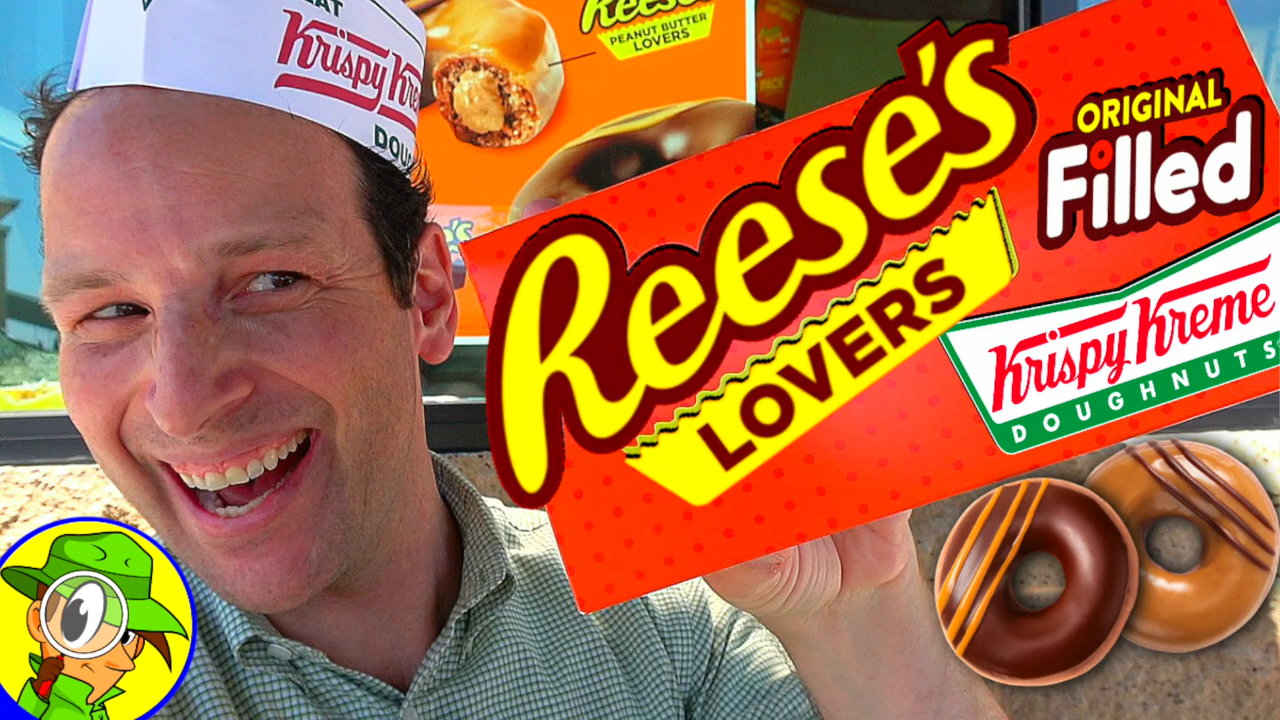 Krispy Kre
Reese
PEANUT BUTTER
LOVERS
Reese's
LOVERS
ORIGINAL
Filled
Krispy Kreme
DOUGHNUTS